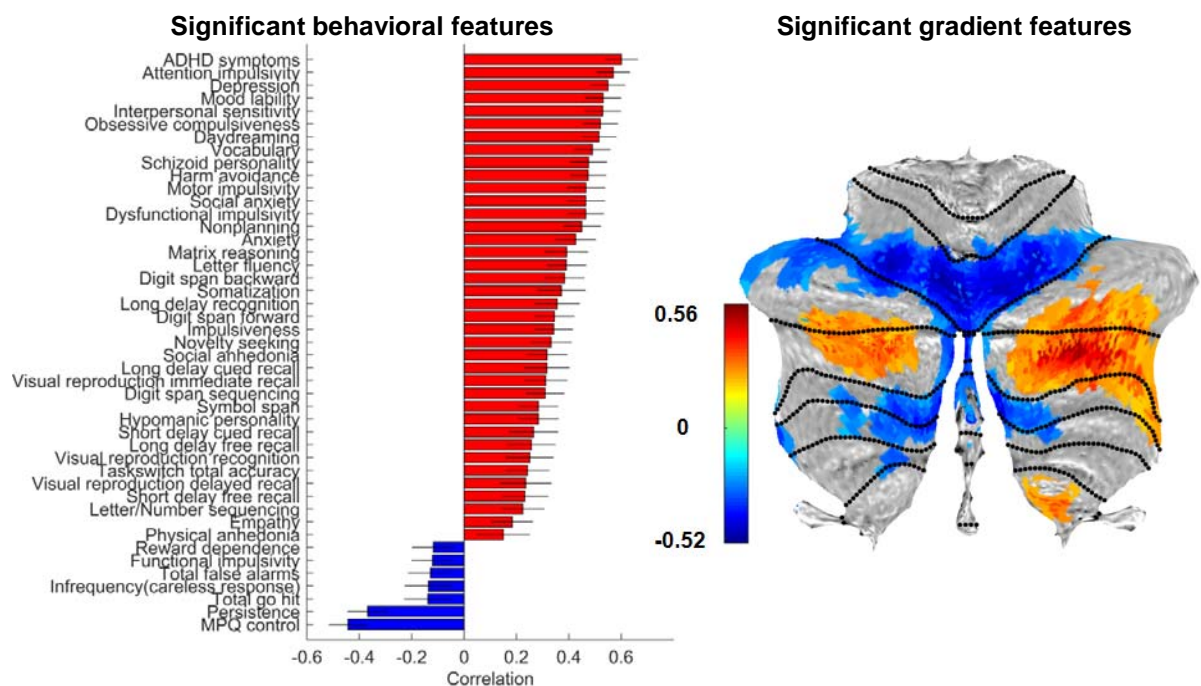 Significant behavioral features
ADHD symptoms
Attention impulsivity
Depression
Mood lability
Interpersonal sensitivity
Obsessive compulsiveness
Daydreaming
Vocabulary
Schizoid personality
Harm avoidance
Motor impulsivity
Social anxiety
Dysfunctional impulsivity
Nonplanning
Anxiety
Matrix reasoning
Letter fluency
Digit span backward
Somatization
Long delay recognition
Digit span forward
Impulsiveness
Novelty seeking
Social anhedonia
Long delay cued recall
Visual reproduction immediate recall
Digit span sequencing
Symbol span
Hypomanic personality
Short delay cued recall
Long delay free recall
Visual reproduction recognition
Taskswitch total accuracy
Visual reproduction delayed recall
Short delay free recall
Letter/Number sequencing
Empathy
Physical anhedonia
Reward dependence
Functional impulsivity
Total false alarms
Infrequency(careless response)
Total go hit
Persistence
MPQ control
-0.6 -0.4 -0.2 0 0.2 0.4 0.6
Correlation
Significant gradient features
0.56
0
-0.52